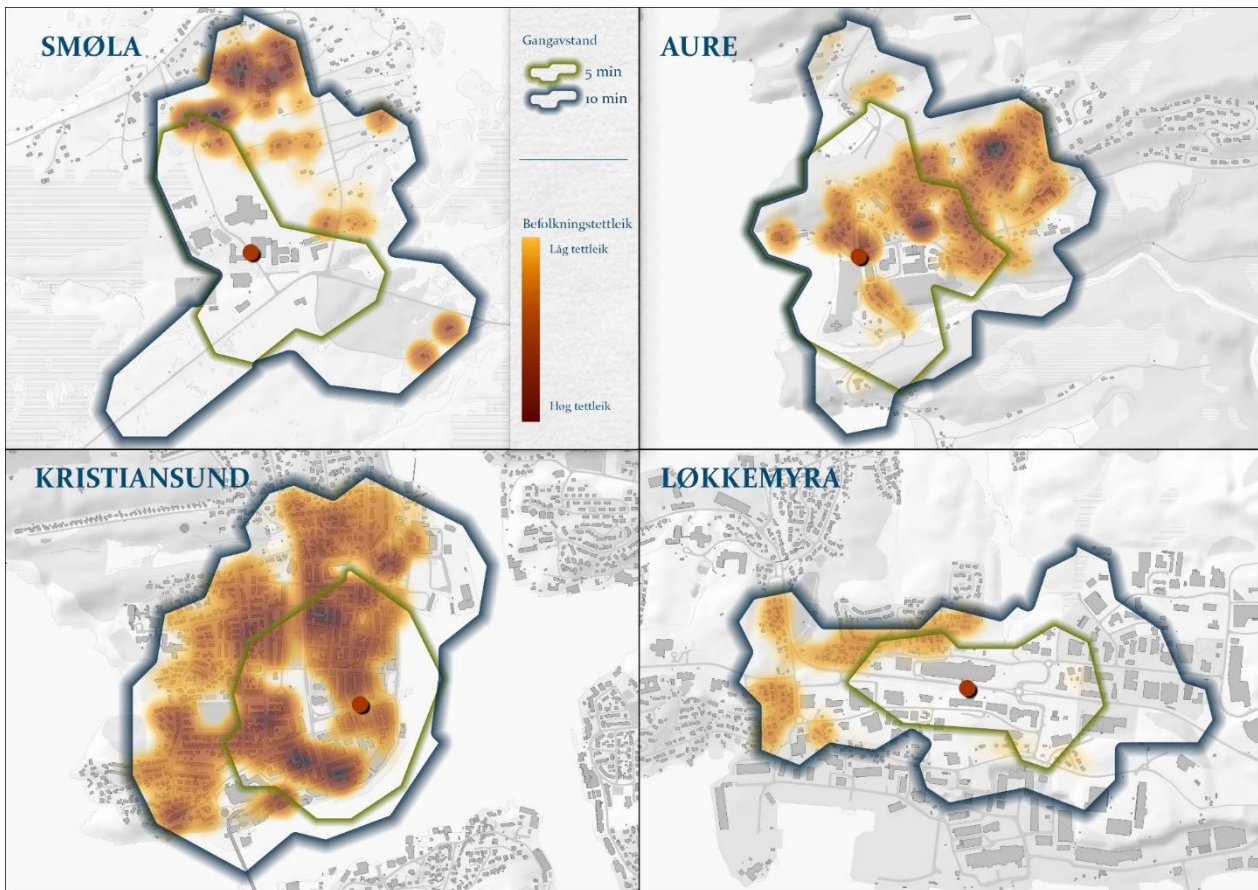 SMØLA
Gangavstand
5 min
10 min
Befolkningstettleik
Låg tettleik
Høg tettleik
AURE
KRISTIANSUND
LØKKEMYRA